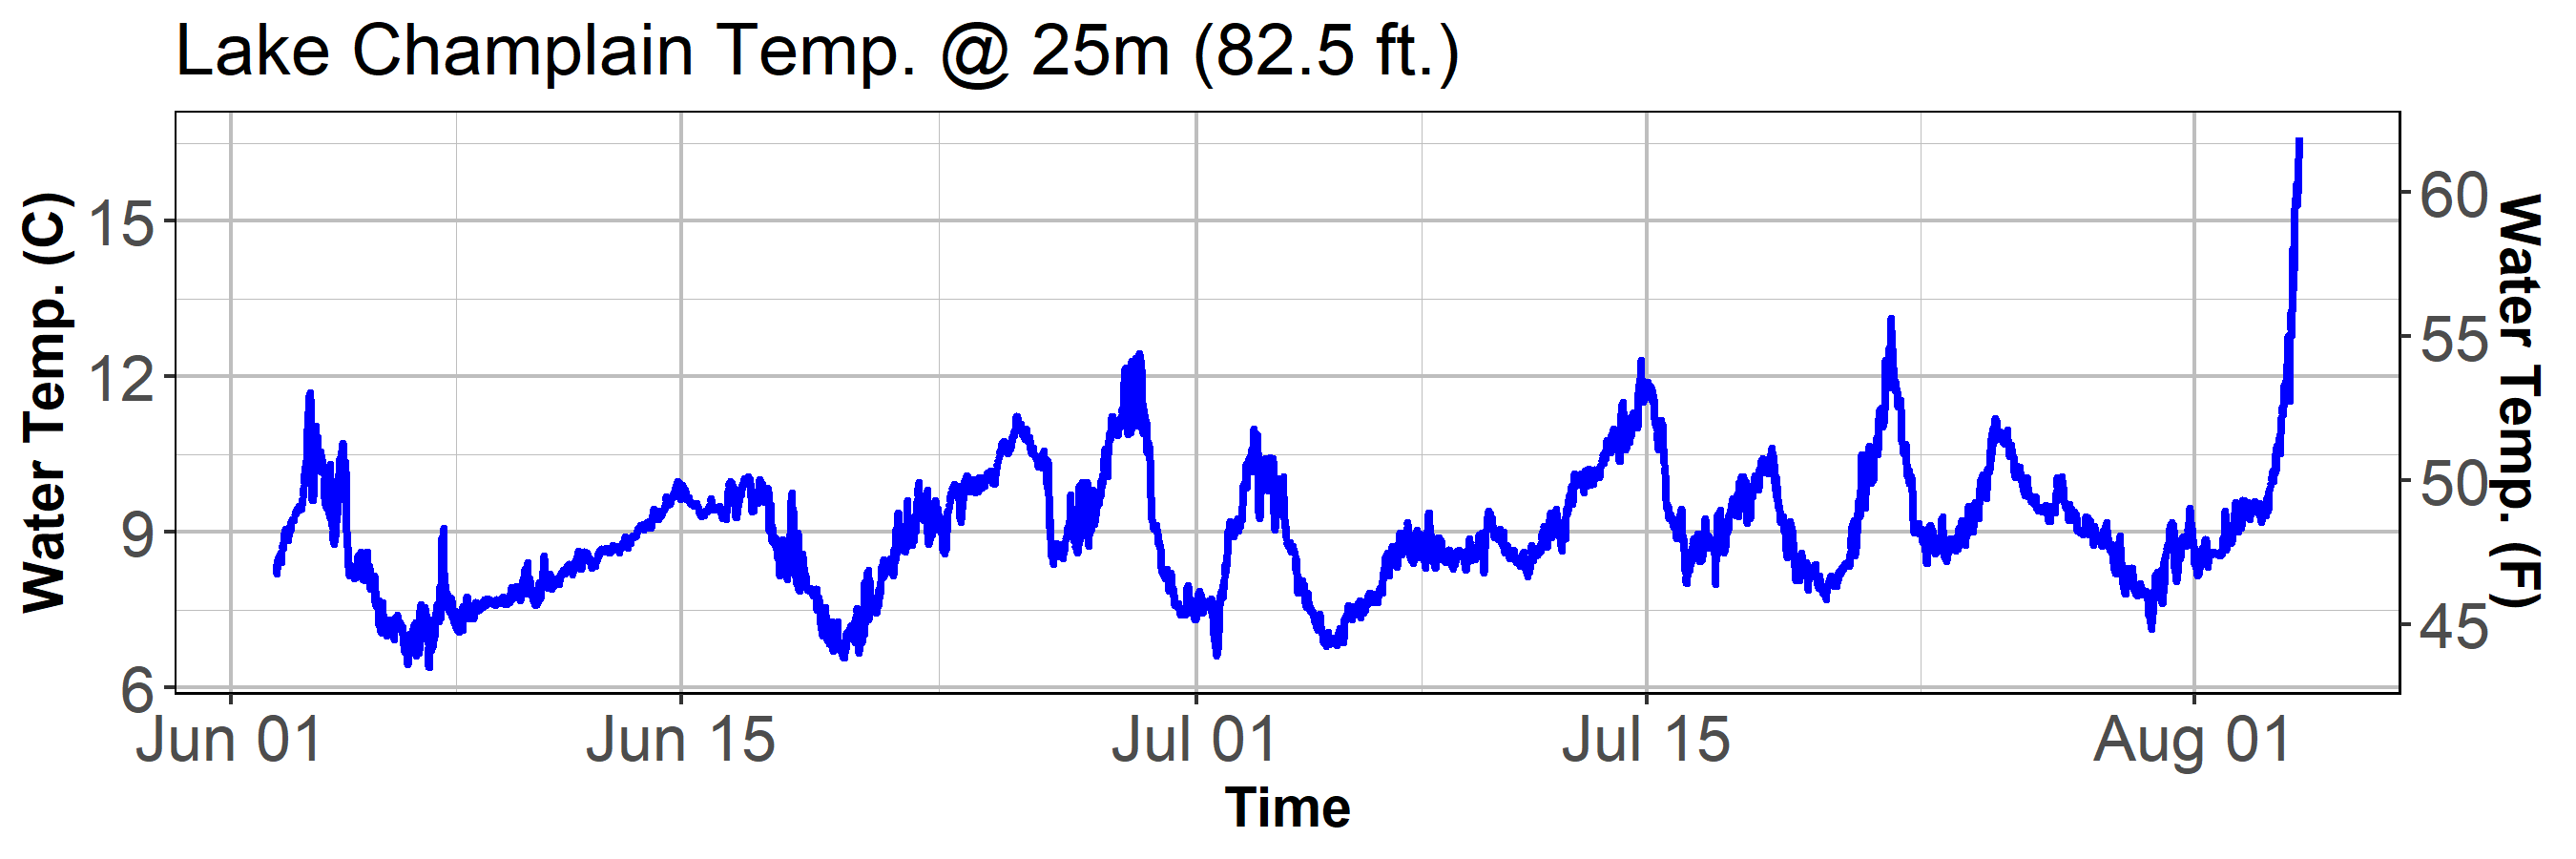 Lake Champlain Temp. @ 25m (82.5 ft.)
Water Temp. (C)
15
12
9
6
60
55
50
45
Water Temp. (F)
Jun 01
Jun 15
Jul 01
Jul 15
Aug 01
Time